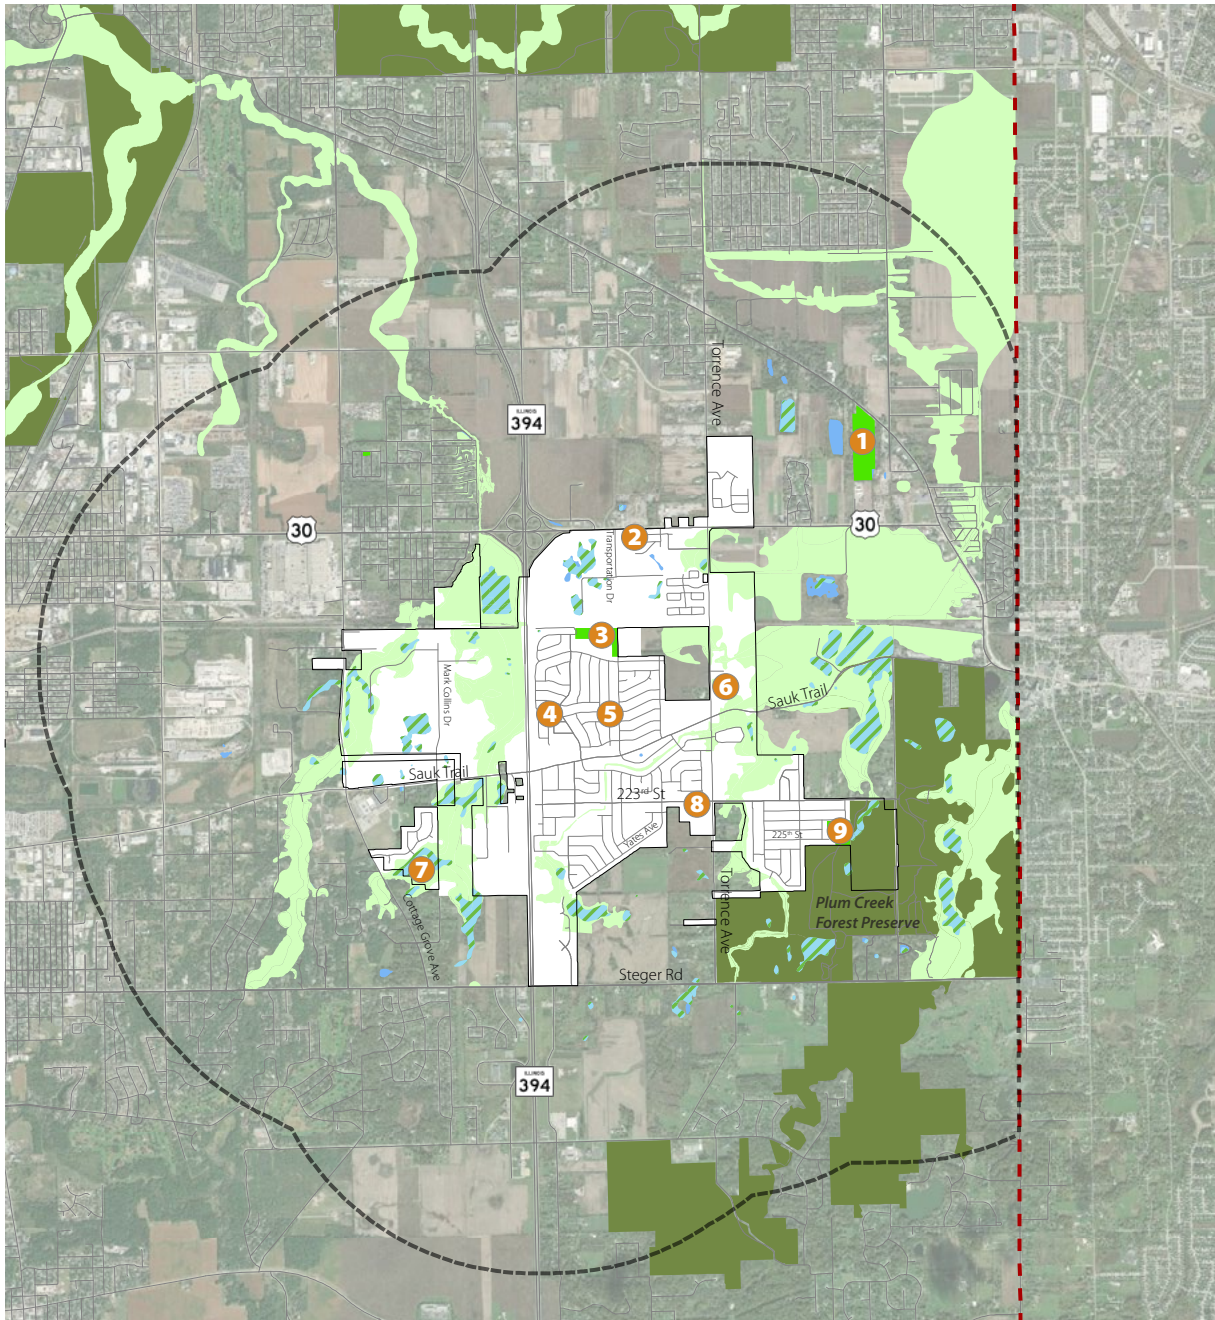 Torrence Ave
ILLINOIS
394
1
30
30
2
Transportation Dr
3
Mark Collins Dr
6
Sauk Trail
4
5
Sauk Trail
223rd St
8
Yates Ave
225th St
9
7
Cottage Grove Ave
Torrence Ave
Plum Creek
Forest Preserve
Steger Rd
ILLINOIS
394